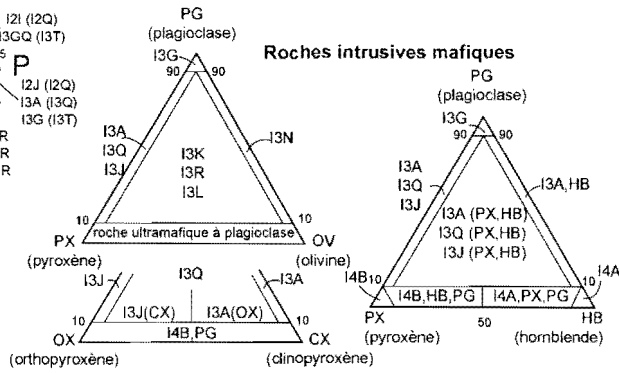 I2I (I2Q)
I3GQ (I3T)
5
P
I2J (I2Q)
I3A (I3Q)
I3G (I3T)
R
R
R
Roches intrusives mafiques
PG
(plagioclase)
I3G
90 90
I3A
I3Q
I3J
I3N
I3K
I3R
I3L
10 10
roche ultramafique à plagioclase
PX
(pyroxène)
OV
(olivine)
I3J
I3Q
I3A
I3J(CX) I3A(OX)
10 10
I4B,PG
OX
(orthopyroxène)
CX
(clinopyroxène)
PG
(plagioclase)
I3G
90 90
I3A
I3Q
I3J
I3A,HB
I3A (PX,HB)
I3Q (PX,HB)
I3J (PX,HB)
I4B 10 10 I4A
I4B,HB,PG I4A,PX,PG
PX 50 HB
(pyroxène) (hornblende)